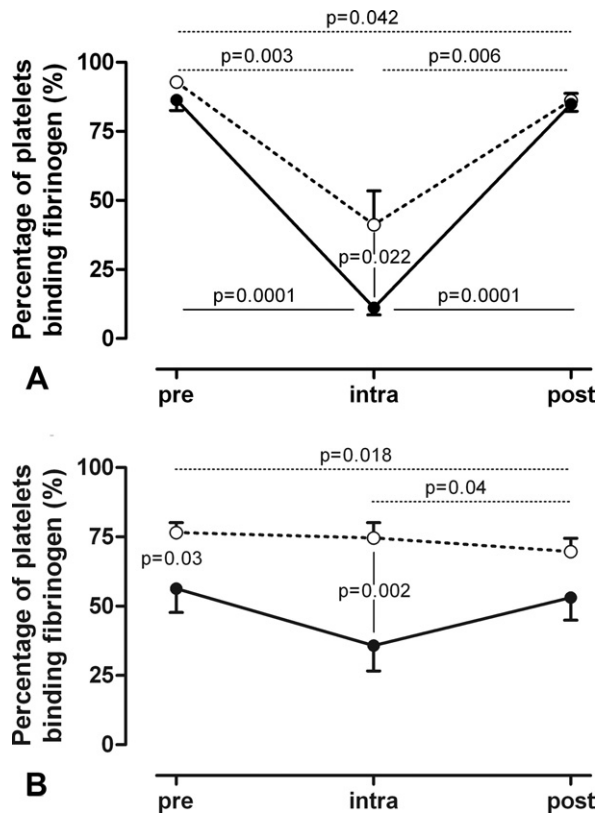 p=0.042
p=0.003 p=0.006
100
75
50
25
0
Percentage of platelets
binding fibrinogen (%)
p=0.022
p=0.0001 p=0.0001
A
pre intra post
p=0.018
100
p=0.04
75
50
25
0
Percentage of platelets
binding fibrinogen (%)
p=0.03
p=0.002
B
pre intra post